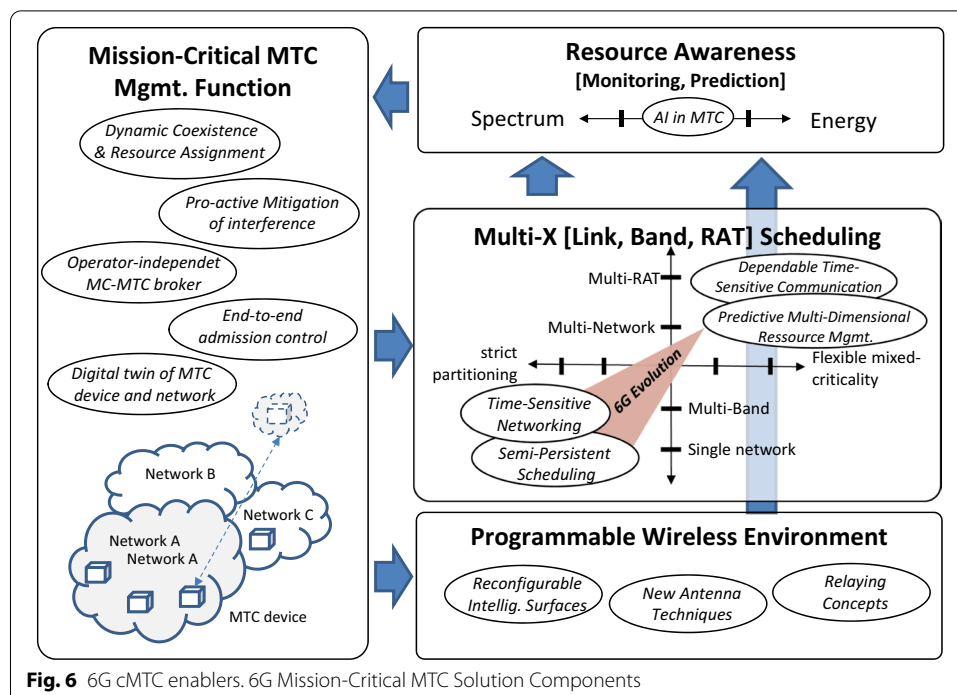 Mission-Critical MTC
Mgmt. Function
Dynamic Coexistence
& Resource Assignment
Pro-active Mitigation
of interference
Operator-independet
MC-MTC broker
End-to-end
admission control
Digital twin of MTC
device and network
Network B
Network C
Network A
Network A
MTC device
Resource Awareness
[Monitoring, Prediction]
Spectrum
AI in MTC
Energy
Multi-X [Link, Band, RAT] Scheduling
Multi-RAT
Dependable Time-
Sensitive Communication
Multi-Network
Predictive Multi-Dimensional
Ressource Mgmt.
strict
partitioning
Flexible mixed-
criticality
6G Evolution
Time-Sensitive
Networking
Multi-Band
Semi-Persistent
Scheduling
Single network
Programmable Wireless Environment
Reconfigurable
Intellig. Surfaces
New Antenna
Techniques
Relaying
Concepts
Fig. 6 6G cMTC enablers. 6G Mission-Critical MTC Solution Components